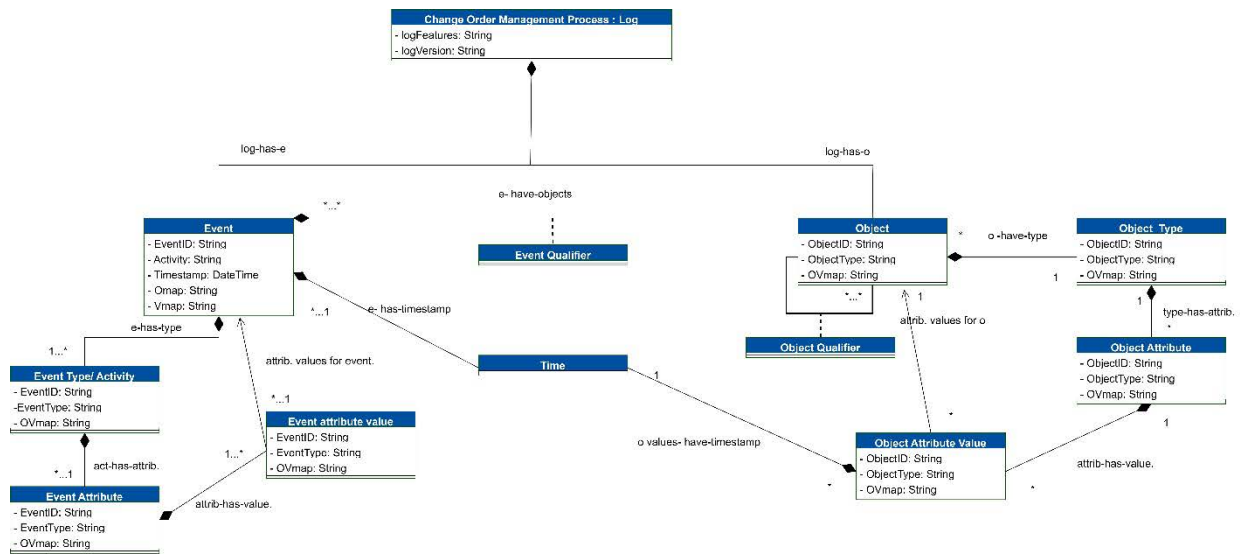 Change Order Management Process : Log
- logFeatures: String
- logVersion: String
log-has-e
log-has-o
e- have-objects
*...*
Event
- EventID: String
- Activity: String
- Timestamp: DateTime
- Omap: String
- Vmap: String
Event Qualifier
Object
- ObjectID: String
- ObjectType: String
- OVmap: String
*...*
*
o -have-type
1
Object_Type
- ObjectID: String
- ObjectType: String
- OVmap: String
*...1
e- has-timestamp
e-has-type
1
attrib. values for o
1
type-has-attrib.
*
Object Qualifier
Object Attribute
- ObjectID: String
- ObjectType: String
- OVmap: String
1...*
attrib. values for event.
Time
1
Event Type/ Activity
- EventID: String
-EventType: String
- OVmap: String
*...1
Event attribute value
- EventID: String
- EventType: String
- OVmap: String
*
1
o values- have-timestamp
Object Attribute Value
- ObjectID: String
- ObjectType: String
- OVmap: String
*
*
attrib-has-value.
1...*
act-has-attrib.
*...1
Event Attribute
- EventID: String
- EventType: String
- OVmap: String
attrib-has-value.